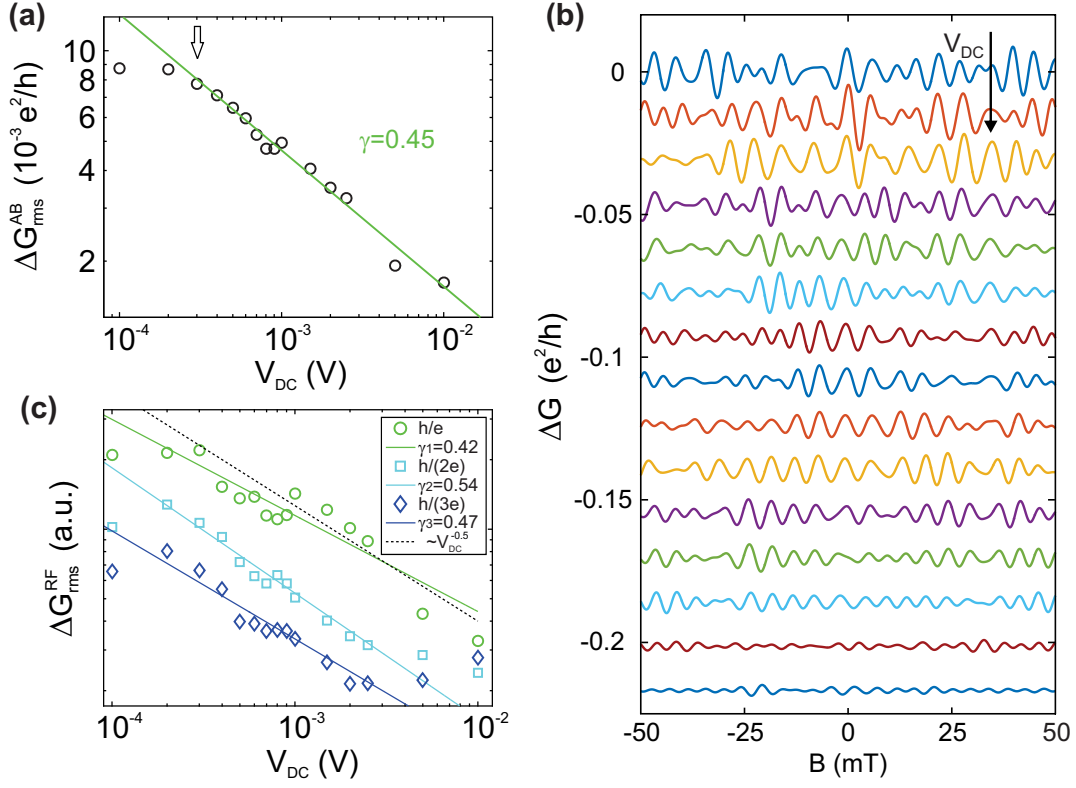 (a)
ΔG^AB_rms (10^-3 e^2/h)
10
8
6
4
2
γ=0.45
10^-4
10^-3
10^-2
V_DC (V)
(b)
V_DC
ΔG (e^2/h)
0
-0.05
-0.1
-0.15
-0.2
-50
-25
0
25
50
B (mT)
(c)
ΔG^RF_rms (a.u.)
h/e
γ1=0.42
h/(2e)
γ2=0.54
h/(3e)
γ3=0.47
~V_DC^-0.5
10^-4
10^-3
10^-2
V_DC (V)